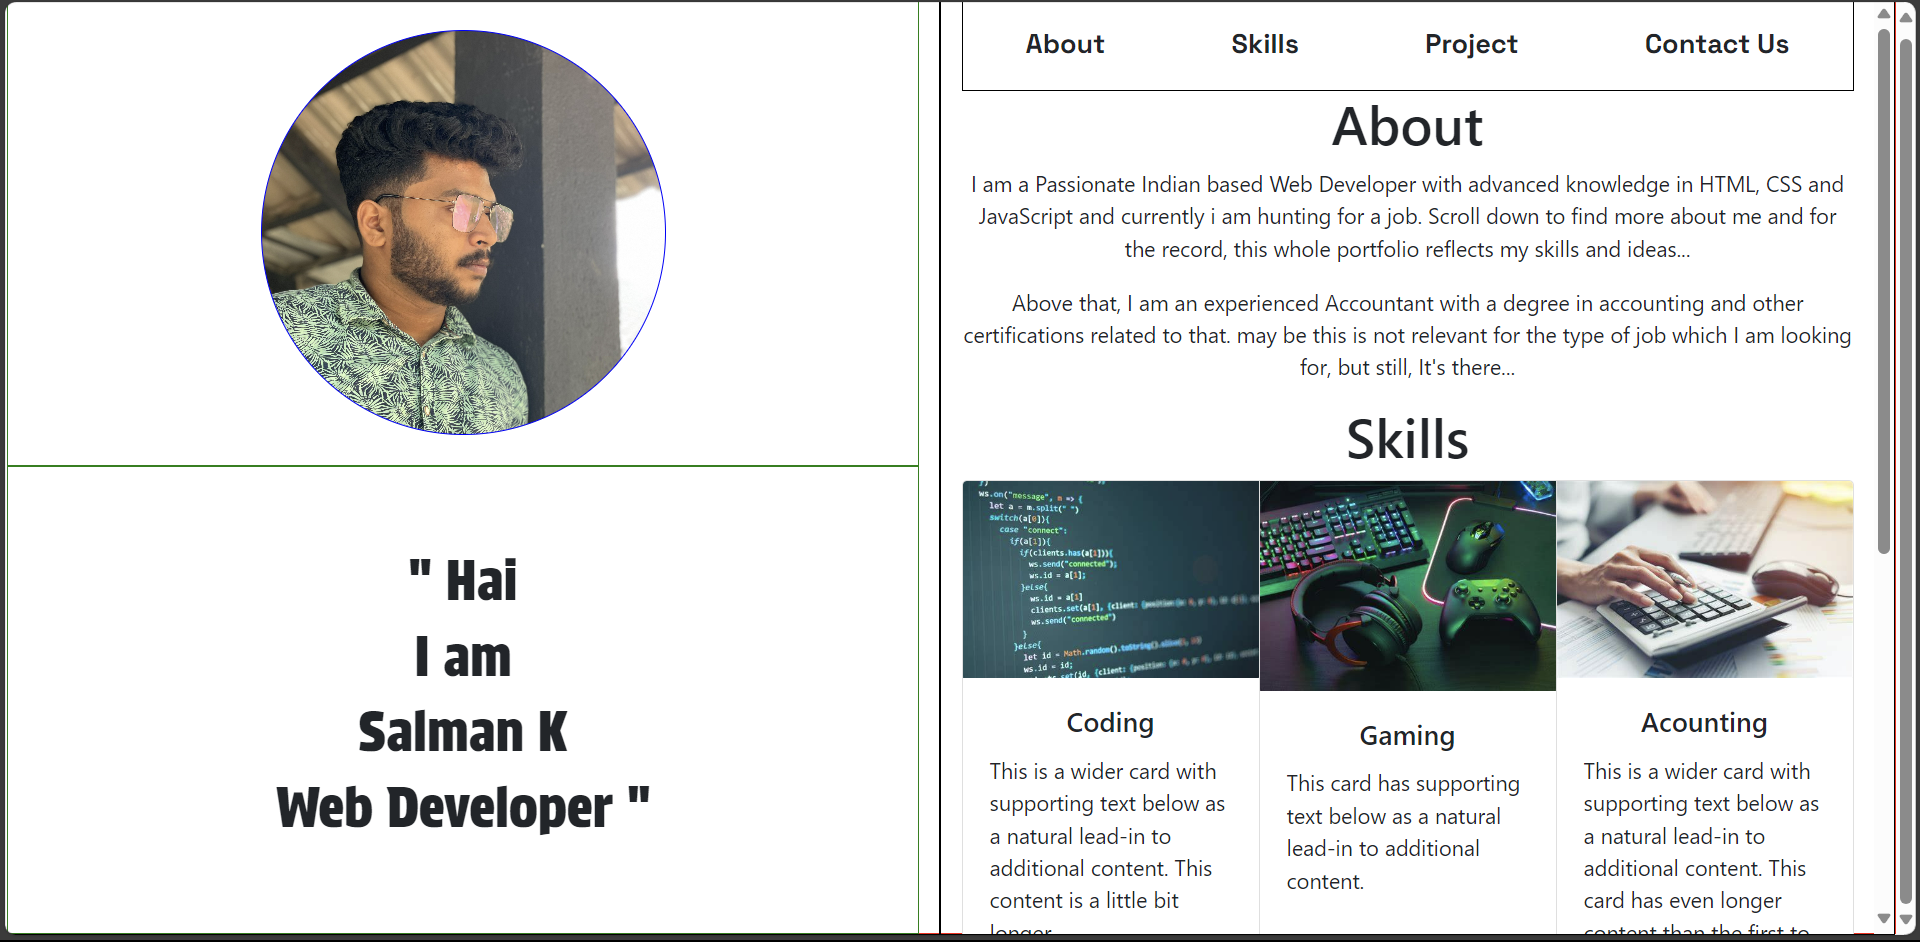 " Hai
I am
Salman K
Web Developer "
About Skills Project Contact Us
About
I am a Passionate Indian based Web Developer with advanced knowledge in HTML, CSS and
JavaScript and currently i am hunting for a job. Scroll down to find more about me and for
the record, this whole portfolio reflects my skills and ideas...
Above that, I am an experienced Accountant with a degree in accounting and other
certifications related to that. may be this is not relevant for the type of job which I am looking
for, but still, It's there...
Skills
ws.on("message", m => {
let a = m.split(" ")
switch(a[0]){
case "connect":
if(a[1]){
if(clients.has(a[1])){
ws.send("connected");
ws.id = a[1];
}else{
ws.id = a[1]
clients.set(a[1], {client: {position:
ws.send("connected")
}
}else{
let id = Math.random().toString()
ws.id = id;
Coding
This is a wider card with
supporting text below as
a natural lead-in to
additional content. This
content is a little bit
longer.
Gaming
This card has supporting
text below as a natural
lead-in to additional
content.
Acounting
This is a wider card with
supporting text below as
a natural lead-in to
additional content. This
card has even longer
content than the first to